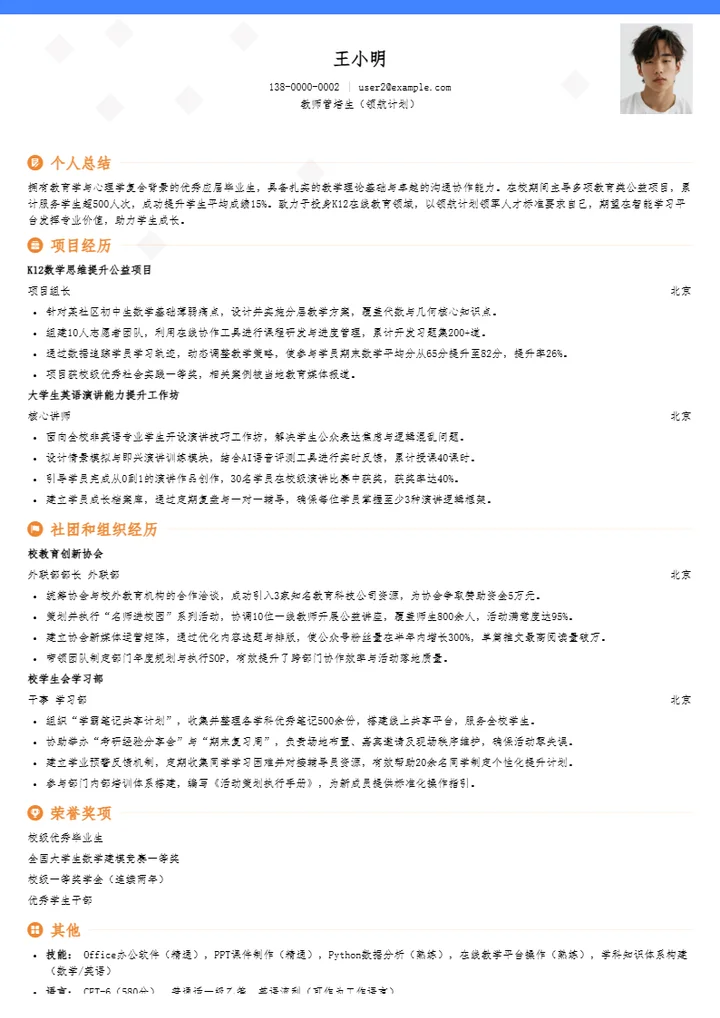 王小明
138-0000-0002 | user2@example.com
教师管培生（领航计划）
个人总结
拥有教育学与心理学复合背景的优秀应届毕业生，具备扎实的教学理论基础与卓越的沟通协作能力。在校期间主导多项教育类公益项目，累
计服务学生超500人次，成功提升学生平均成绩15%。致力于投身K12在线教育领域，以领航计划领军人才标准要求自己，期望在智能学习平
台发挥专业价值，助力学生成长。
项目经历
K12数学思维提升公益项目
项目组长 北京
• 针对某社区初中生数学基础薄弱痛点，设计并实施分层教学方案，覆盖代数与几何核心知识点。
• 组建10人志愿者团队，利用在线协作工具进行课程研发与进度管理，累计开发习题集200+道。
• 通过数据追踪学员学习轨迹，动态调整教学策略，使参与学员期末数学平均分从65分提升至82分，提升率26%。
• 项目获校级优秀社会实践一等奖，相关案例被当地教育媒体报道。
大学生英语演讲能力提升工作坊
核心讲师 北京
• 面向全校非英语专业学生开设演讲技巧工作坊，解决学生公众表达焦虑与逻辑混乱问题。
• 设计情景模拟与即兴演讲训练模块，结合AI语音评测工具进行实时反馈，累计授课40课时。
• 引导学员完成从0到1的演讲作品创作，30名学员在校级演讲比赛中获奖，获奖率达40%。
• 建立学员成长档案库，通过定期复盘与一对一辅导，确保每位学员掌握至少3种演讲逻辑框架。
社团和组织经历
校教育创新协会
外联部部长 外联部 北京
• 统筹协会与校外教育机构的合作洽谈，成功引入3家知名教育科技公司资源，为协会争取赞助资金5万元。
• 策划并执行“名师进校园”系列活动，协调10位一线教师开展公益讲座，覆盖师生800余人，活动满意度达95%。
• 建立协会新媒体运营矩阵，通过优化内容选题与排版，使公众号粉丝量在半年内增长300%，单篇推文最高阅读量破万。
• 带领团队制定部门年度规划与执行SOP，有效提升了跨部门协作效率与活动落地质量。
校学生会学习部
干事 学习部 北京
• 组织“学霸笔记共享计划”，收集并整理各学科优秀笔记500余份，搭建线上共享平台，服务全校学生。
• 协助举办“考研经验分享会”与“期末复习周”，负责场地布置、嘉宾邀请及现场秩序维护，确保活动零失误。
• 建立学业预警反馈机制，定期收集同学学习困难并对接辅导员资源，有效帮助20余名同学制定个性化提升计划。
• 参与部门内部培训体系搭建，编写《活动策划执行手册》，为新成员提供标准化操作指引。
荣誉奖项
校级优秀毕业生
全国大学生数学建模竞赛一等奖
校级一等奖学金（连续两年）
优秀学生干部
其他
• 技能： Office办公软件（精通），PPT课件制作（精通），Python数据分析（熟练），在线教学平台操作（熟练），学科知识体系构建
（数学/英语）
• 语言： CET-6（580分），普通话一级乙等，英语流利（可作为工作语言）